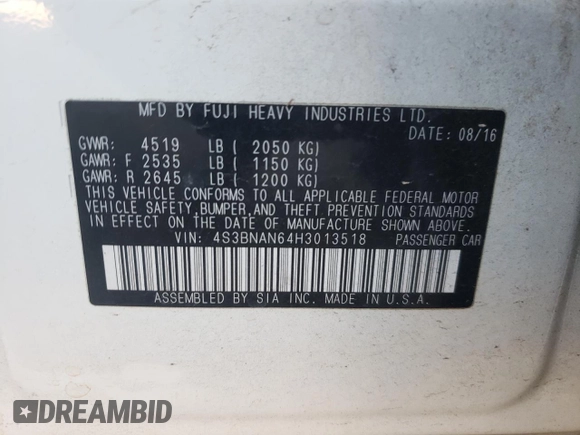 MFD BY FUJI HEAVY INDUSTRIES LTD.
DATE: 08/16
GVWR: 4519 LB ( 2050 KG)
GAWR: F 2535 LB ( 1150 KG)
GAWR: R 2645 LB ( 1200 KG)
THIS VEHICLE CONFORMS TO ALL APPLICABLE FEDERAL MOTOR
VEHICLE SAFETY,BUMPER,AND THEFT PREVENTION STANDARDS
IN EFFECT ON THE DATE OF MANUFACTURE SHOWN ABOVE.
VIN: 4S3BNAN64H3013518 PASSENGER CAR
ASSEMBLED BY SIA INC. MADE IN U.S.A.
DREAMBID